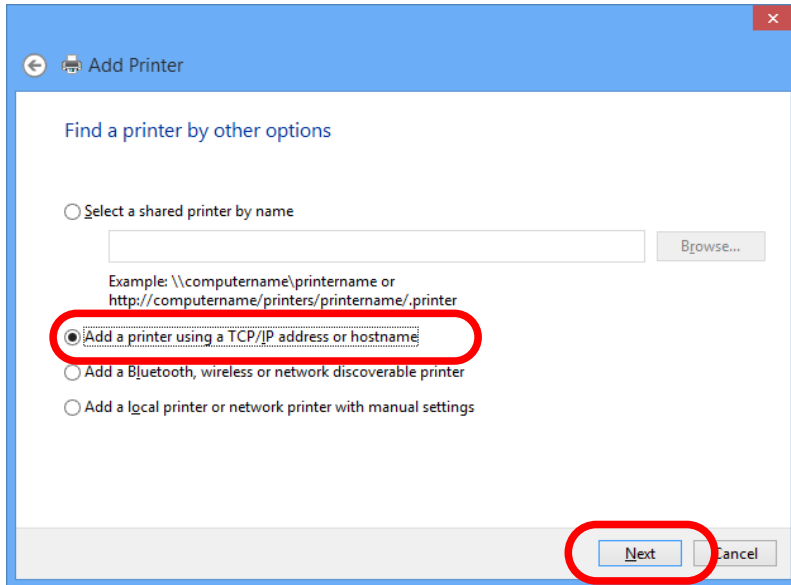 Add Printer
Find a printer by other options
Select a shared printer by name
Browse...
Example: \\computername\printername or
http://computername/printers/printername/.printer
Add a printer using a TCP/IP address or hostname
Add a Bluetooth, wireless or network discoverable printer
Add a local printer or network printer with manual settings
Next Cancel